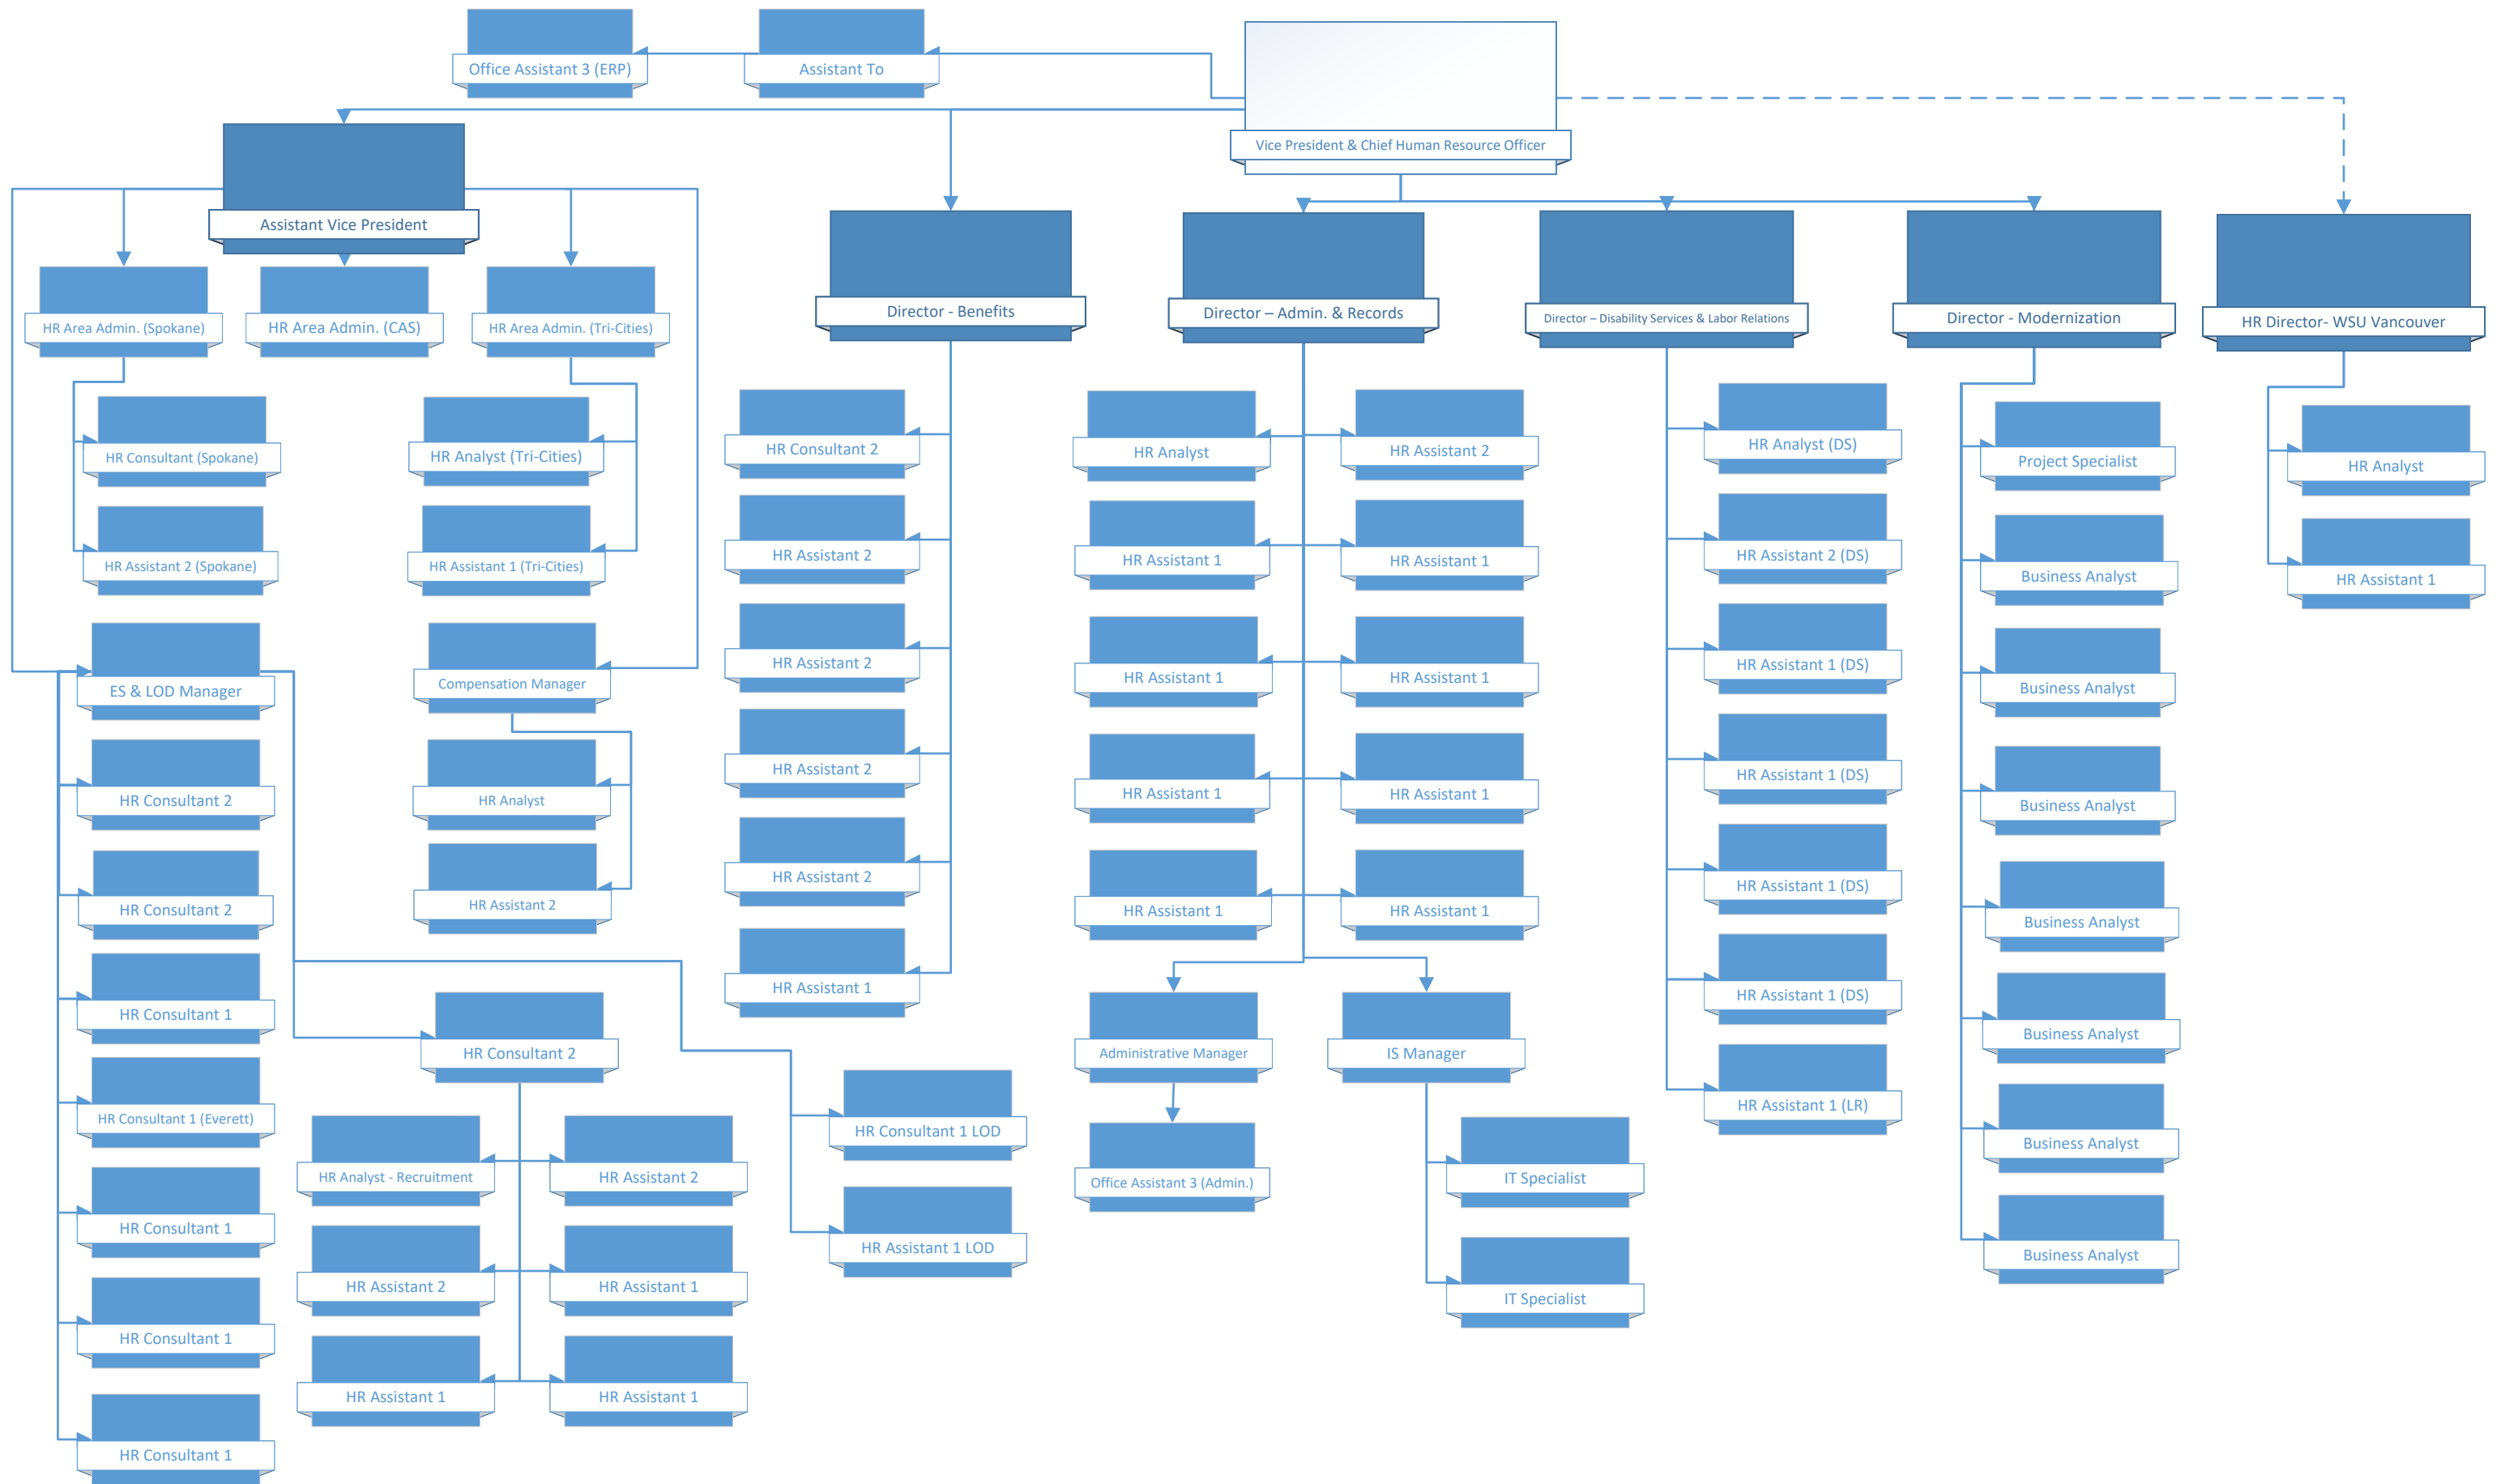 Office Assistant 3 (ERP)
Assistant To
Vice President & Chief Human Resource Officer
Assistant Vice President
Director - Benefits
Director – Admin. & Records
Director – Disability Services & Labor Relations
Director - Modernization
HR Director- WSU Vancouver
HR Area Admin. (Spokane)
HR Area Admin. (CAS)
HR Area Admin. (Tri-Cities)
HR Consultant (Spokane)
HR Assistant 2 (Spokane)
HR Analyst (Tri-Cities)
HR Assistant 1 (Tri-Cities)
ES & LOD Manager
HR Consultant 2
HR Consultant 2
HR Consultant 1
HR Consultant 1 (Everett)
HR Consultant 1
HR Consultant 1
HR Consultant 1
Compensation Manager
HR Analyst
HR Assistant 2
HR Consultant 2
HR Analyst - Recruitment
HR Assistant 2
HR Assistant 2
HR Assistant 1
HR Assistant 1
HR Assistant 1
HR Consultant 1 LOD
HR Assistant 1 LOD
HR Consultant 2
HR Assistant 2
HR Assistant 2
HR Assistant 2
HR Assistant 2
HR Assistant 1
HR Analyst
HR Assistant 2
HR Assistant 1
HR Assistant 1
HR Assistant 1
HR Assistant 1
HR Assistant 1
HR Assistant 1
HR Assistant 1
HR Assistant 1
Administrative Manager
IS Manager
Office Assistant 3 (Admin.)
IT Specialist
IT Specialist
HR Analyst (DS)
HR Assistant 2 (DS)
HR Assistant 1 (DS)
HR Assistant 1 (DS)
HR Assistant 1 (DS)
HR Assistant 1 (DS)
HR Assistant 1 (LR)
Project Specialist
Business Analyst
Business Analyst
Business Analyst
Business Analyst
Business Analyst
Business Analyst
Business Analyst
HR Analyst
HR Assistant 1